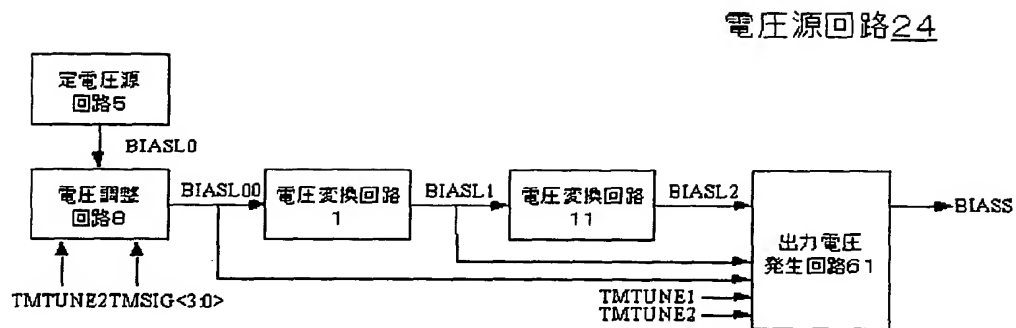 電圧源回路24
定電圧源
回路5
BIASL0
電圧調整
回路8
BIASL00
電圧変換回路
1
BIASL1
電圧変換回路
11
BIASL2
出力電圧
発生回路61
BIASS
TMTUNE2TMSIG<3:0>
TMTUNE1
TMTUNE2